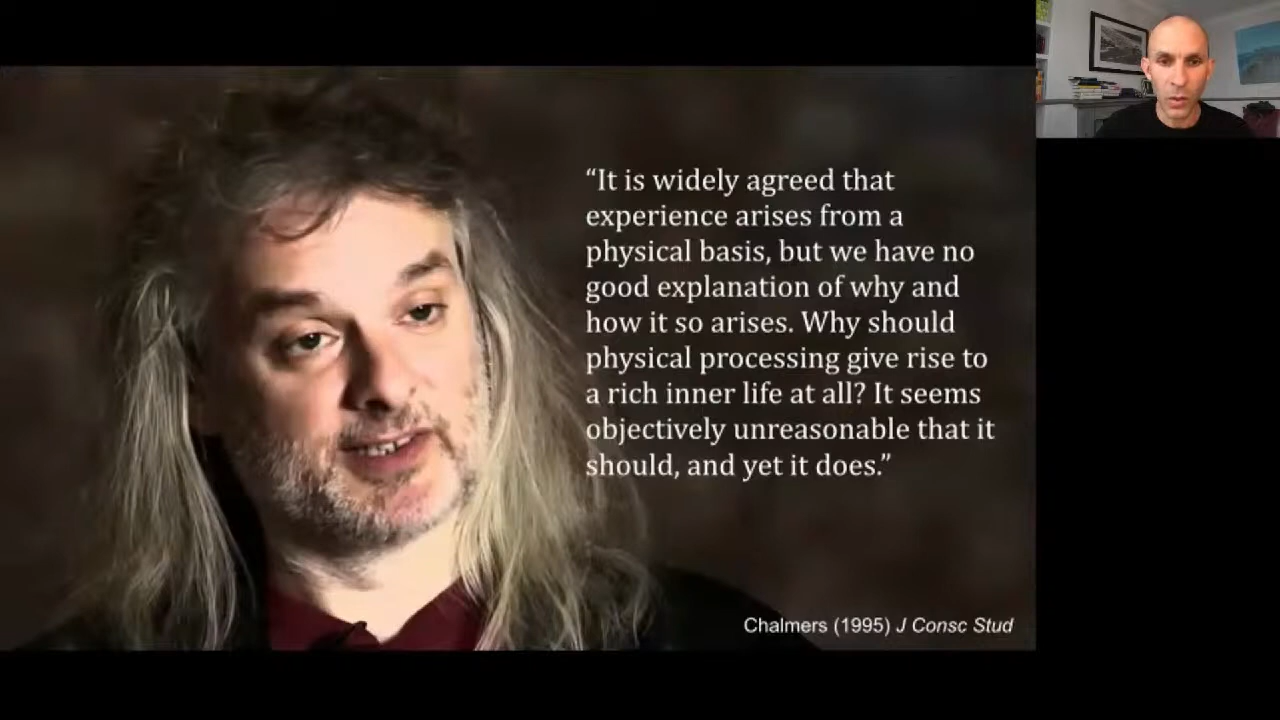 “It is widely agreed that
experience arises from a
physical basis, but we have no
good explanation of why and
how it so arises. Why should
physical processing give rise to
a rich inner life at all? It seems
objectively unreasonable that it
should, and yet it does.”
Chalmers (1995) J Consc Stud